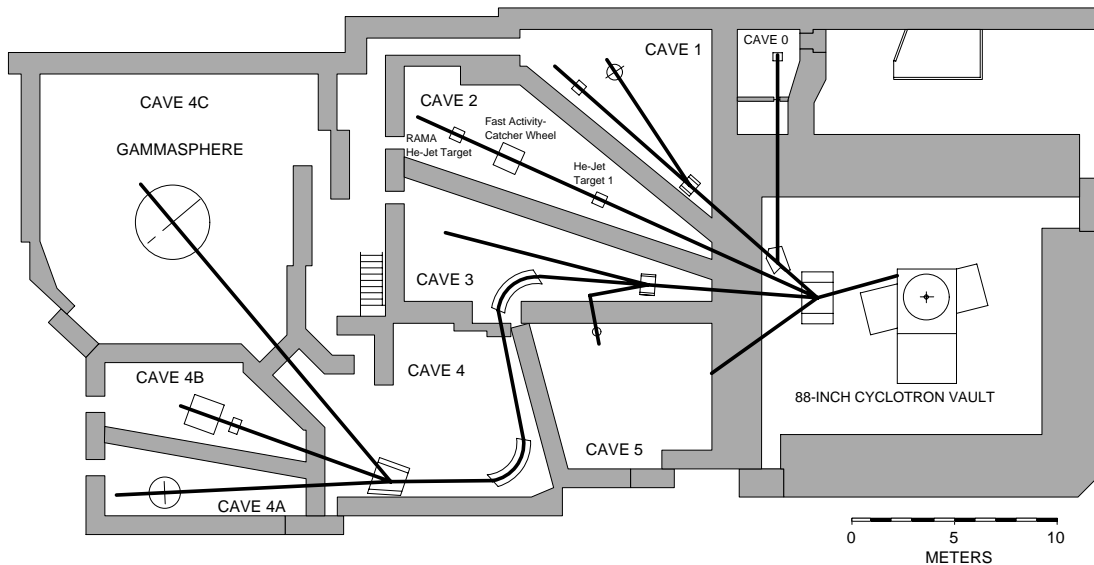 CAVE 0
CAVE 1
CAVE 4C
CAVE 2
Fast Activity-
Catcher Wheel
RAMA
He-Jet Target
GAMMASPHERE
He-Jet
Target 1
CAVE 3
CAVE 4
CAVE 4B
88-INCH CYCLOTRON VAULT
CAVE 5
CAVE 4A
0
5
10
METERS